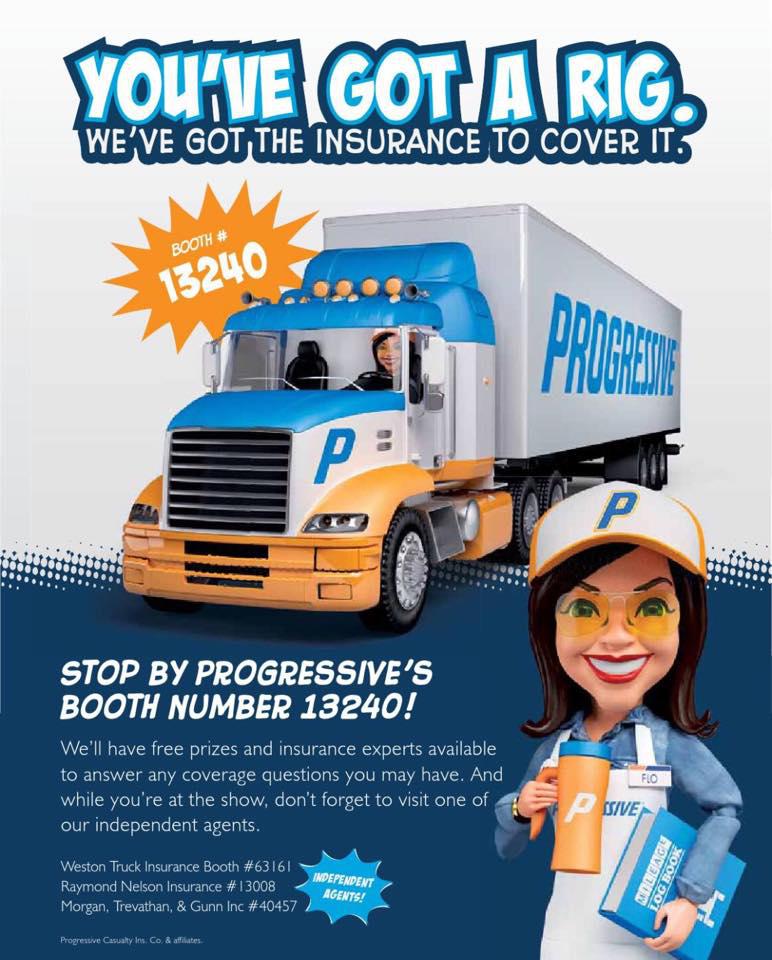 YOU'VE GOT A RIG.
WE'VE GOT THE INSURANCE TO COVER IT.
BOOTH #
13240
PROGRESSIVE
P
P
STOP BY PROGRESSIVE'S
BOOTH NUMBER 13240!
We'll have free prizes and insurance experts available
to answer any coverage questions you may have. And
while you're at the show, don't forget to visit one of
our independent agents.
FLO
P
SSIVE
MILEAGE
LOG BOOK
Weston Truck Insurance Booth #63161
Raymond Nelson Insurance #13008
Morgan, Trevathan, & Gunn Inc #40457
INDEPENDENT
AGENTS!
Progressive Casualty Ins. Co. & affiliates.